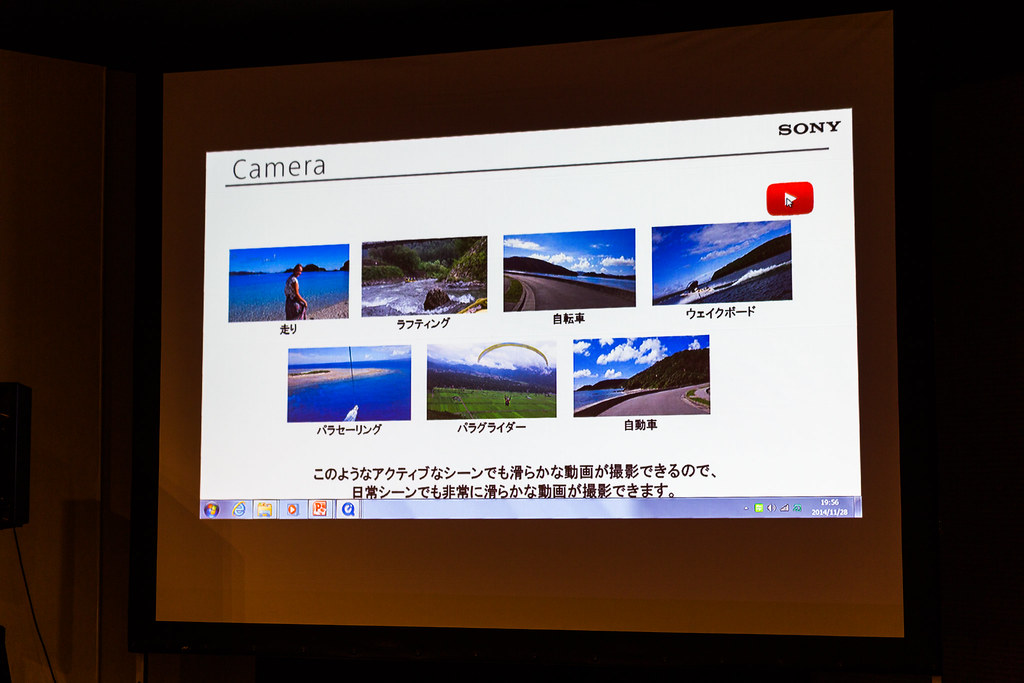 SONY
Camera
走り
ラフティング
自転車
ウェイクボード
パラセーリング
パラグライダー
自動車
このようなアクティブなシーンでも滑らかな動画が撮影できるので、
日常シーンでも非常に滑らかな動画が撮影できます。
19:56
2014/11/28